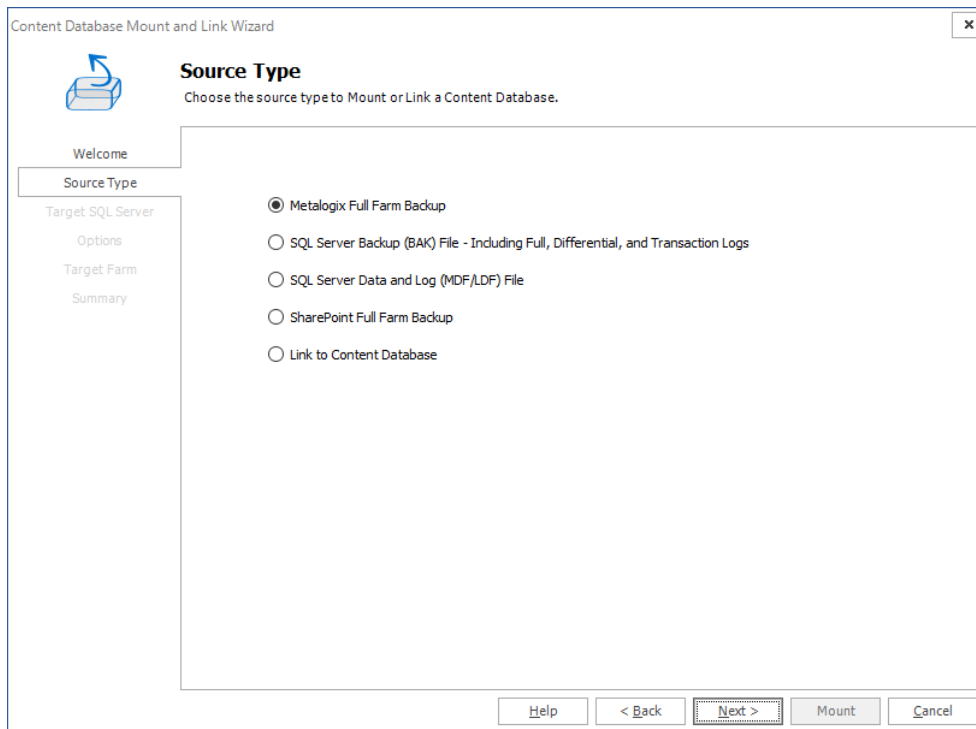 Content Database Mount and Link Wizard
Source Type
Choose the source type to Mount or Link a Content Database.
Welcome
Source Type
Target SQL Server
Options
Target Farm
Summary
Metalogix Full Farm Backup
SQL Server Backup (BAK) File - Including Full, Differential, and Transaction Logs
SQL Server Data and Log (MDF/LDF) File
SharePoint Full Farm Backup
Link to Content Database
Help
< Back
Next >
Mount
Cancel